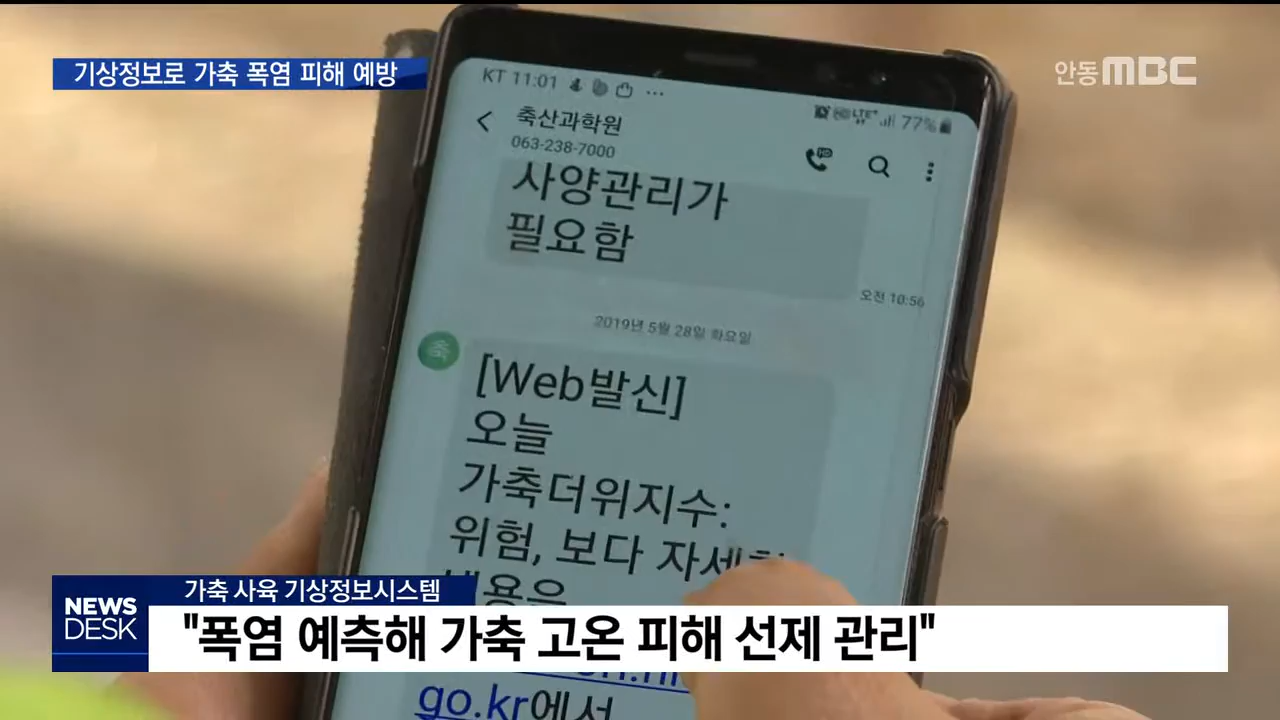 기상정보로 가축 폭염 피해 예방
안동MBC
KT 11:01
77%
축산과학원
063-238-7000
사양관리가
필요함
오전 10:56
2019년 5월 28일 화요일
축
[Web발신]
오늘
가축더위지수:
위험, 보다
go.kr에서
NEWS
DESK
가축 사육 기상정보시스템
"폭염 예측해 가축 고온 피해 선제 관리"